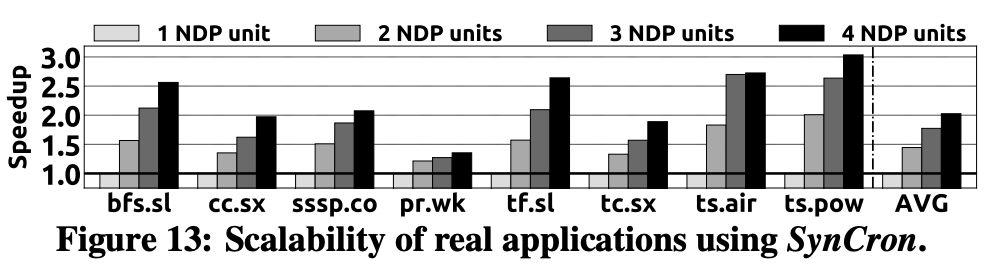 1 NDP unit 2 NDP units 3 NDP units 4 NDP units
Speedup
3.0
2.5
2.0
1.5
1.0
bfs.sl cc.sx sssp.co pr.wk tf.sl tc.sx ts.air ts.pow AVG
Figure 13: Scalability of real applications using SynCron.